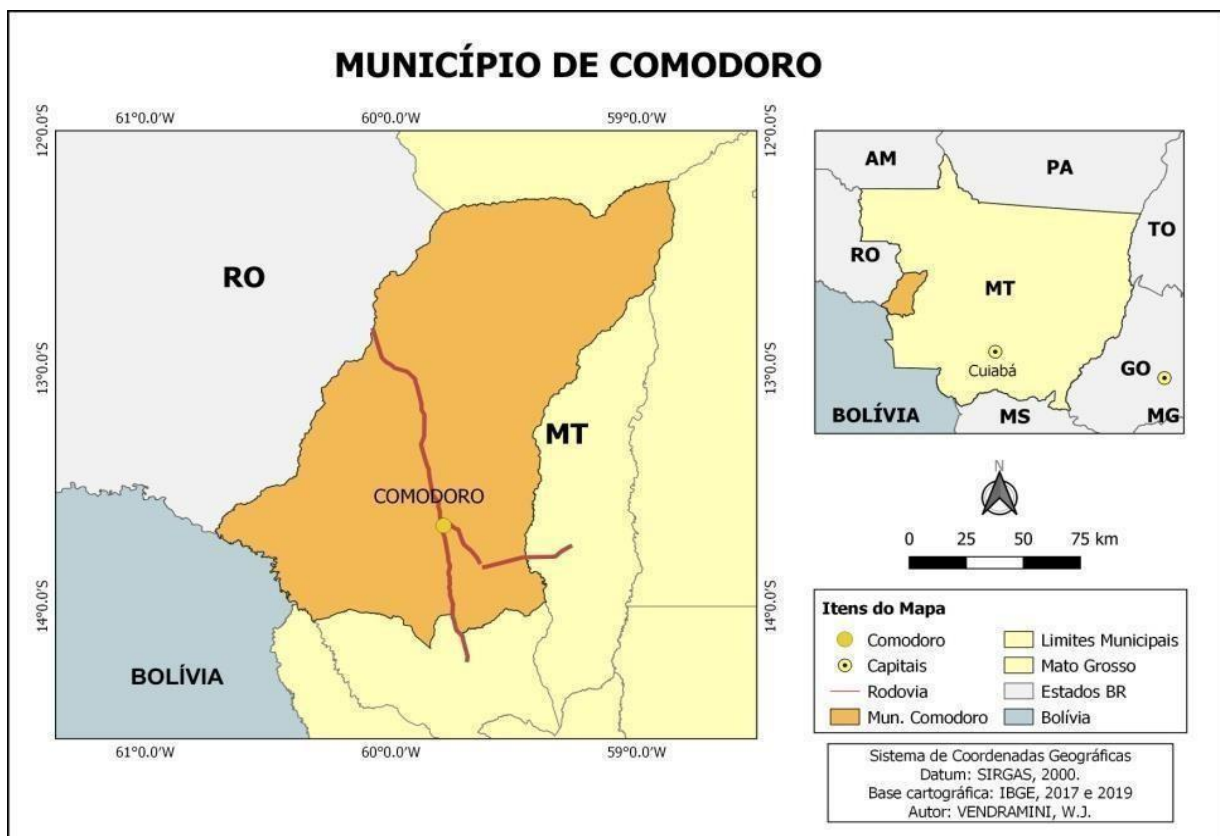 MUNICÍPIO DE COMODORO
61°0.0'W 60°0.0'W 59°0.0'W
12°0.0'S
12°0.0'S
RO
13°0.0'S
13°0.0'S
MT
COMODORO
14°0.0'S
14°0.0'S
BOLÍVIA
61°0.0'W 60°0.0'W 59°0.0'W
AM
PA
TO
RO
MT
Cuiabá
GO
BOLÍVIA
MS
MG
N
0 25 50 75 km
Itens do Mapa
Comodoro
Capitais
Rodovia
Mun. Comodoro
Limites Municipais
Mato Grosso
Estados BR
Bolívia
Sistema de Coordenadas Geográficas
Datum: SIRGAS, 2000.
Base cartográfica: IBGE, 2017 e 2019
Autor: VENDRAMINI, W.J.